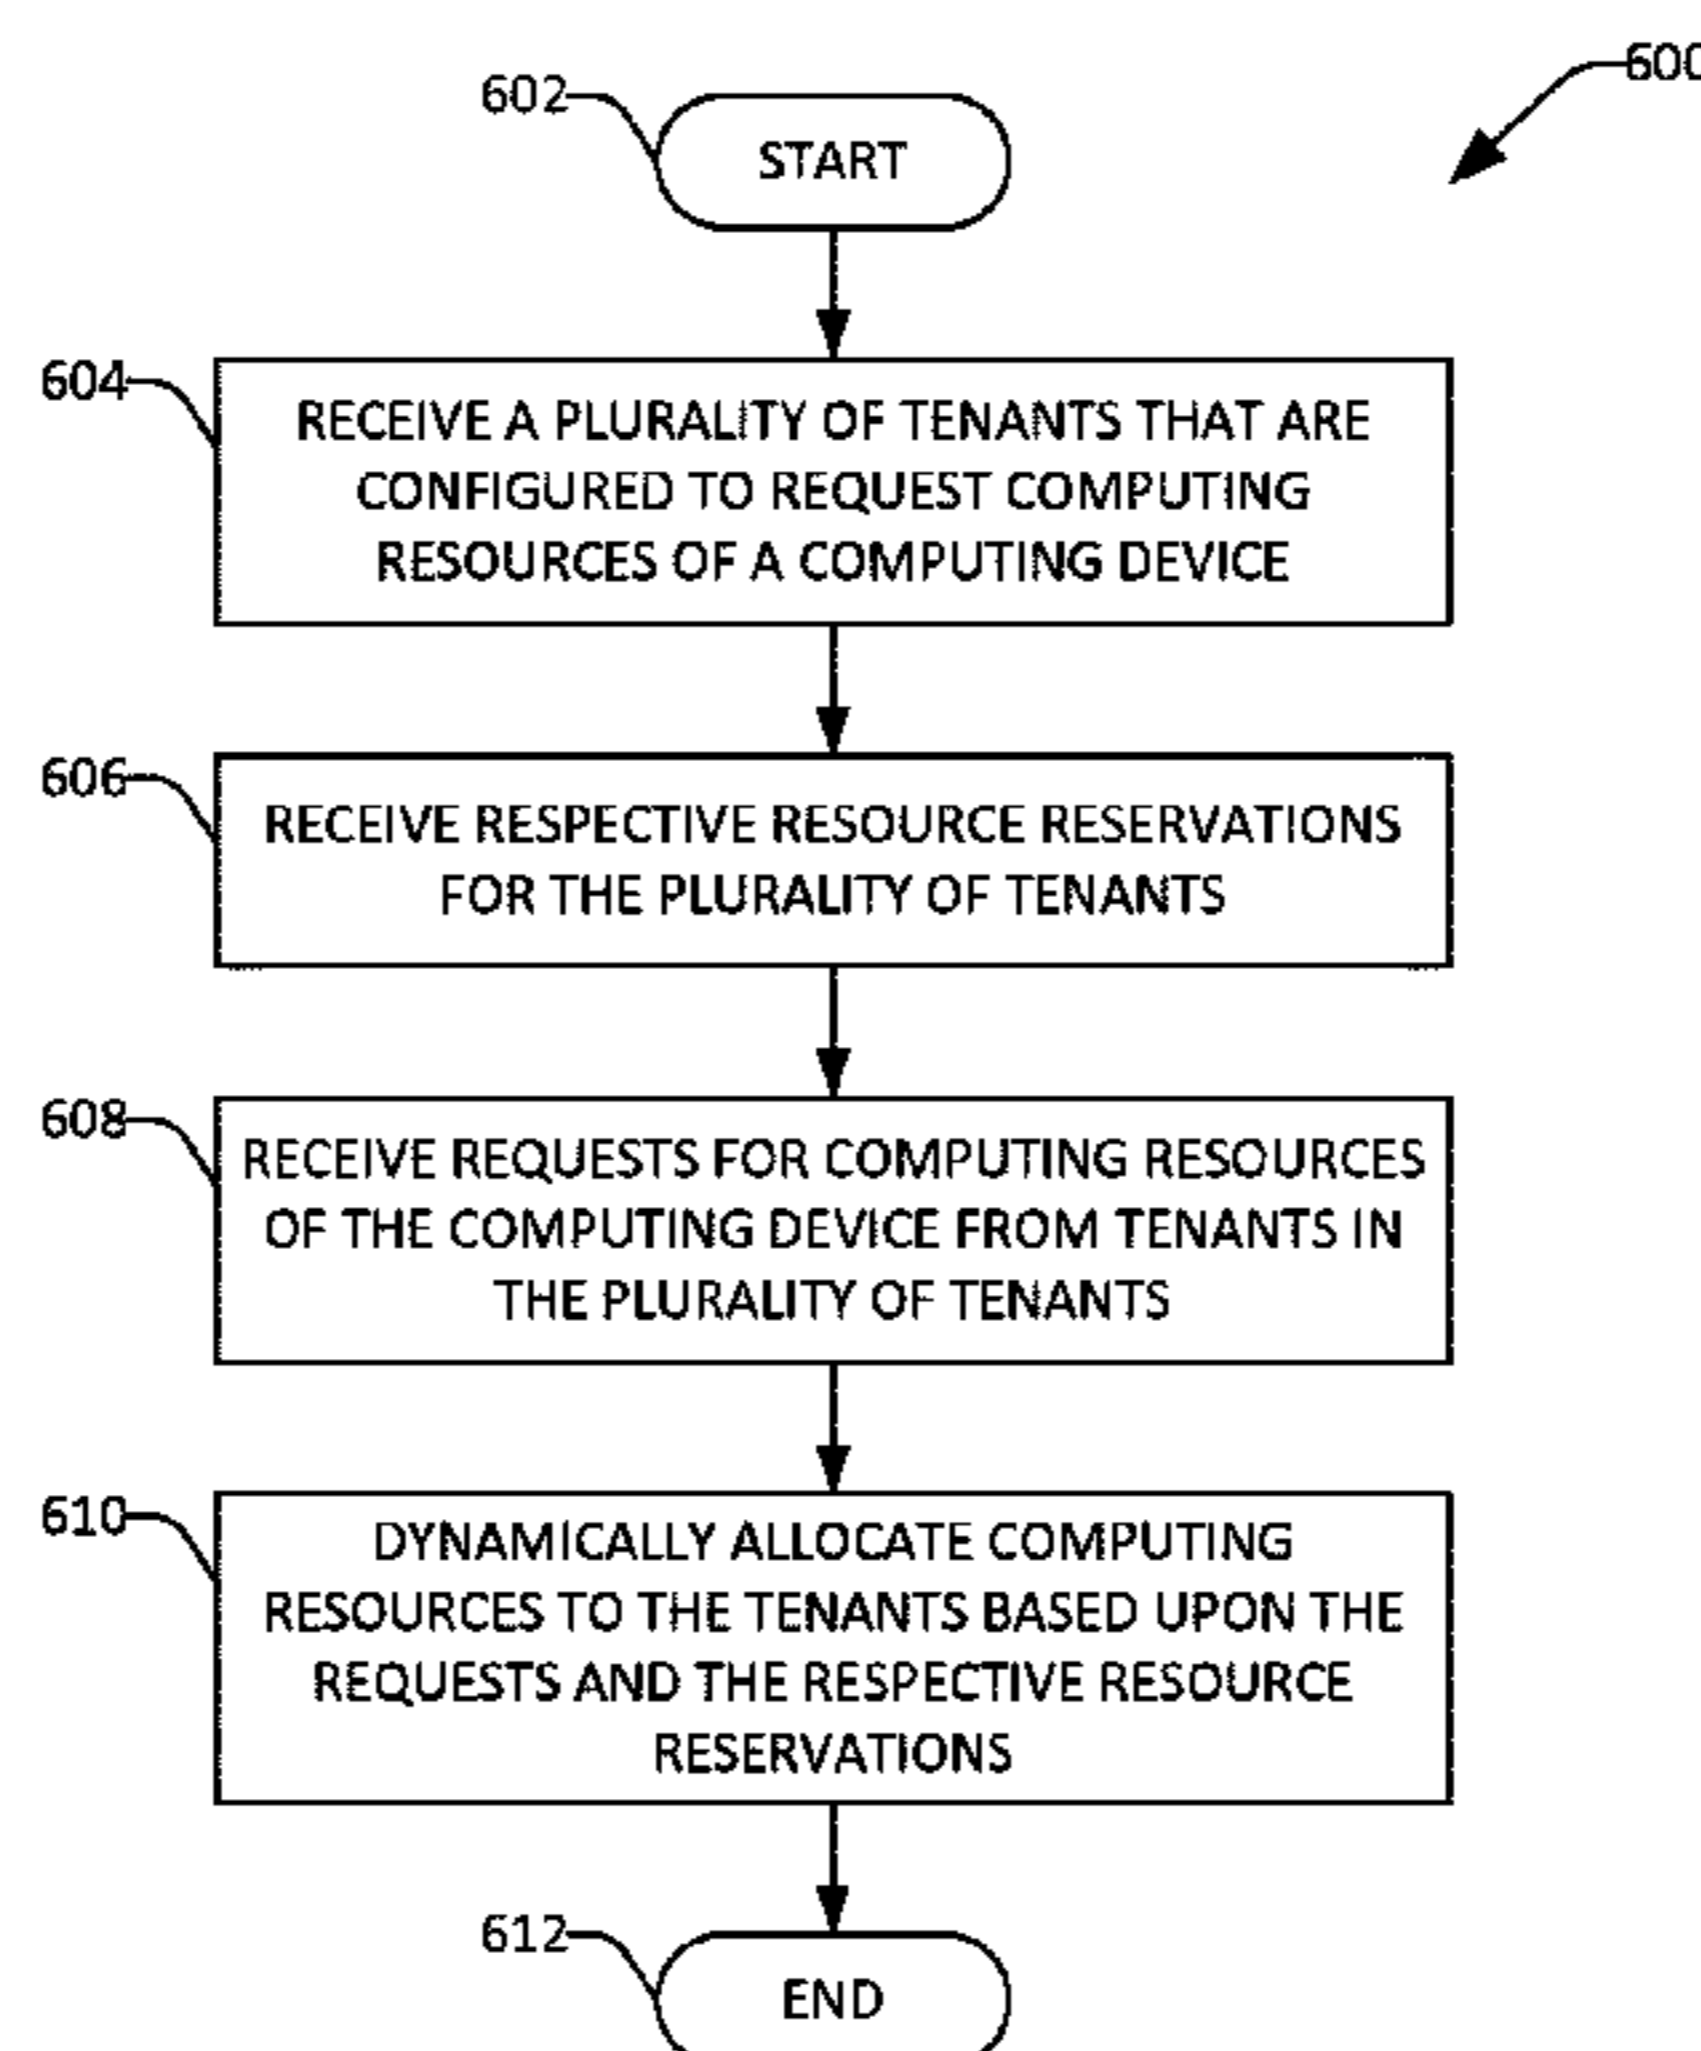 600
602
START
604
RECEIVE A PLURALITY OF TENANTS THAT ARE
CONFIGURED TO REQUEST COMPUTING
RESOURCES OF A COMPUTING DEVICE
606
RECEIVE RESPECTIVE RESOURCE RESERVATIONS
FOR THE PLURALITY OF TENANTS
608
RECEIVE REQUESTS FOR COMPUTING RESOURCES
OF THE COMPUTING DEVICE FROM TENANTS IN
THE PLURALITY OF TENANTS
610
DYNAMICALLY ALLOCATE COMPUTING
RESOURCES TO THE TENANTS BASED UPON THE
REQUESTS AND THE RESPECTIVE RESOURCE
RESERVATIONS
612
END